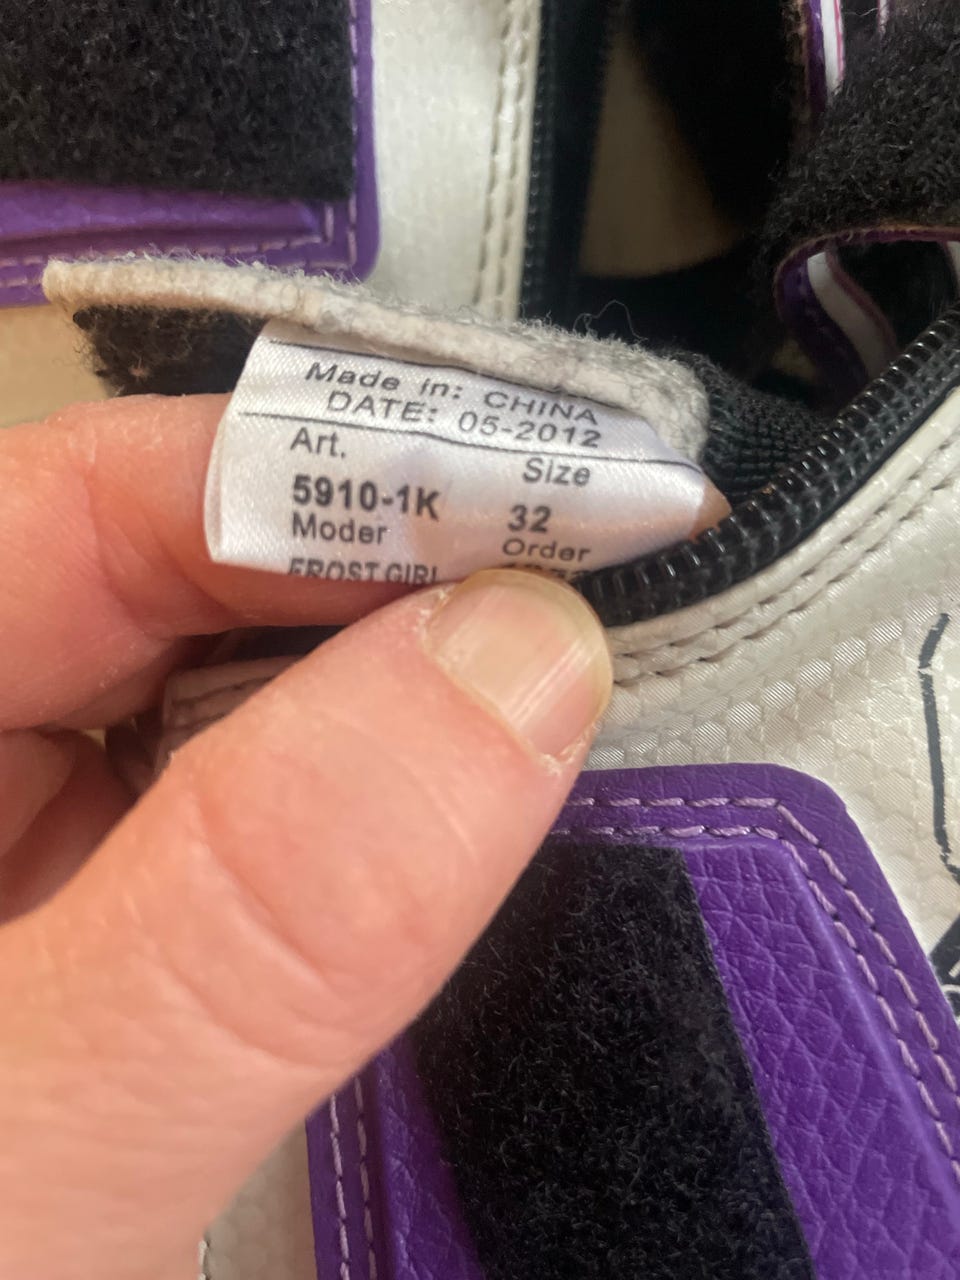 Made in: CHINA
DATE: 05-2012
Art. Size
5910-1K 32
Moder Order
FROST GIRL